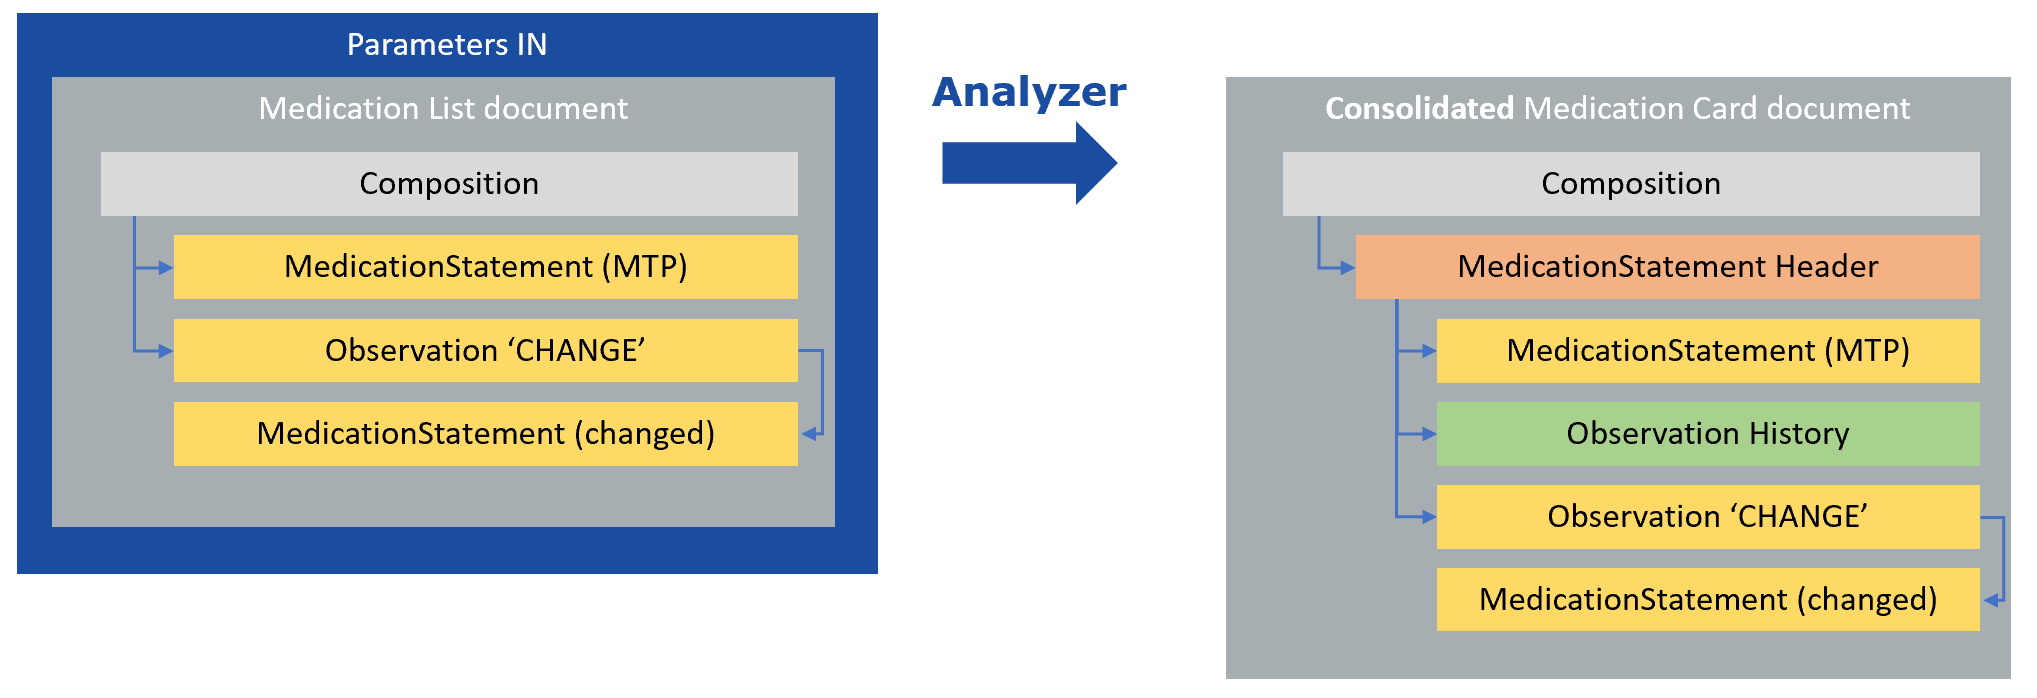 Parameters IN
Medication List document
Composition
MedicationStatement (MTP)
Observation ‘CHANGE’
MedicationStatement (changed)
Analyzer
Consolidated Medication Card document
Composition
MedicationStatement Header
MedicationStatement (MTP)
Observation History
Observation ‘CHANGE’
MedicationStatement (changed)